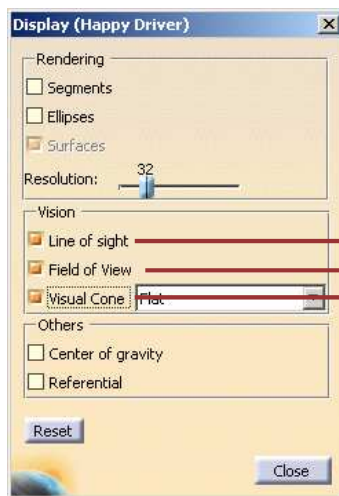 Display (Happy Driver)
Rendering
Segments
Ellipses
Surfaces
32
Resolution:
Vision
Line of sight
Field of View
Visual Cone Flat
Others
Center of gravity
Referential
Reset
Close